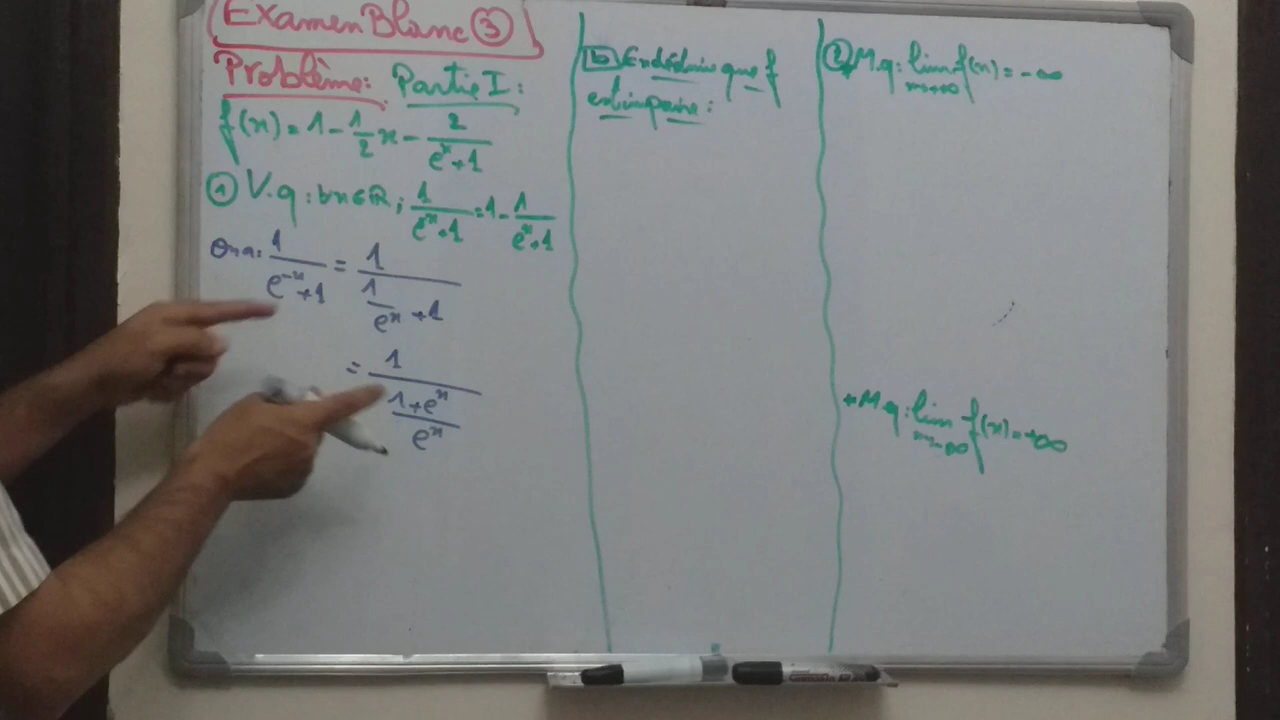 Examen Blanc ③
Problème: Partie I:
f(x) = 1 - 1/2 x - 2/(e^x + 1)
① V.q: ∀x∈ℝ; 1/(e^x + 1) = 1 - 1/(e^x + 1)
On a: 1/(e^-x + 1) = 1/(1/e^x + 1)
= 1/((1 + e^x)/e^x)
b En déduire que f
est impaire:
② M.q: lim f(x) = -∞
x→+∞
+ M.q: lim f(x) = +∞
x→-∞